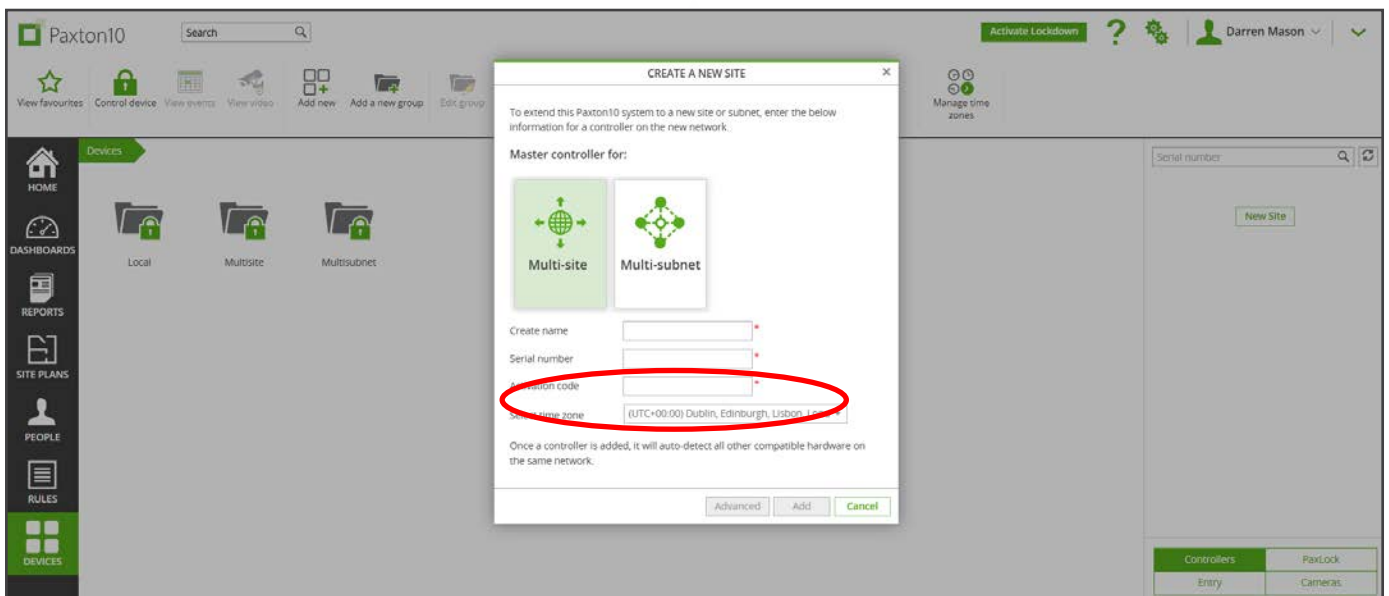 Paxton10
Search
Activate Lockdown
?
Darren Mason
View favourites
Control device
View events
View video
Add new
Add a new group
Edit group
Manage time
zones
CREATE A NEW SITE
×
To extend this Paxton10 system to a new site or subnet, enter the below
information for a controller on the new network
Master controller for:
Multi-site
Multi-subnet
Create name
*
Serial number
*
Activation code
*
Select time zone
(UTC+00:00) Dublin, Edinburgh, Lisbon,
Once a controller is added, it will auto-detect all other compatible hardware on
the same network.
Advanced
Add
Cancel
Devices
Local
Multisite
Multisubnet
HOME
DASHBOARDS
REPORTS
SITE PLANS
PEOPLE
RULES
DEVICES
Serial number
New Site
Controllers
PaxLock
Entry
Cameras